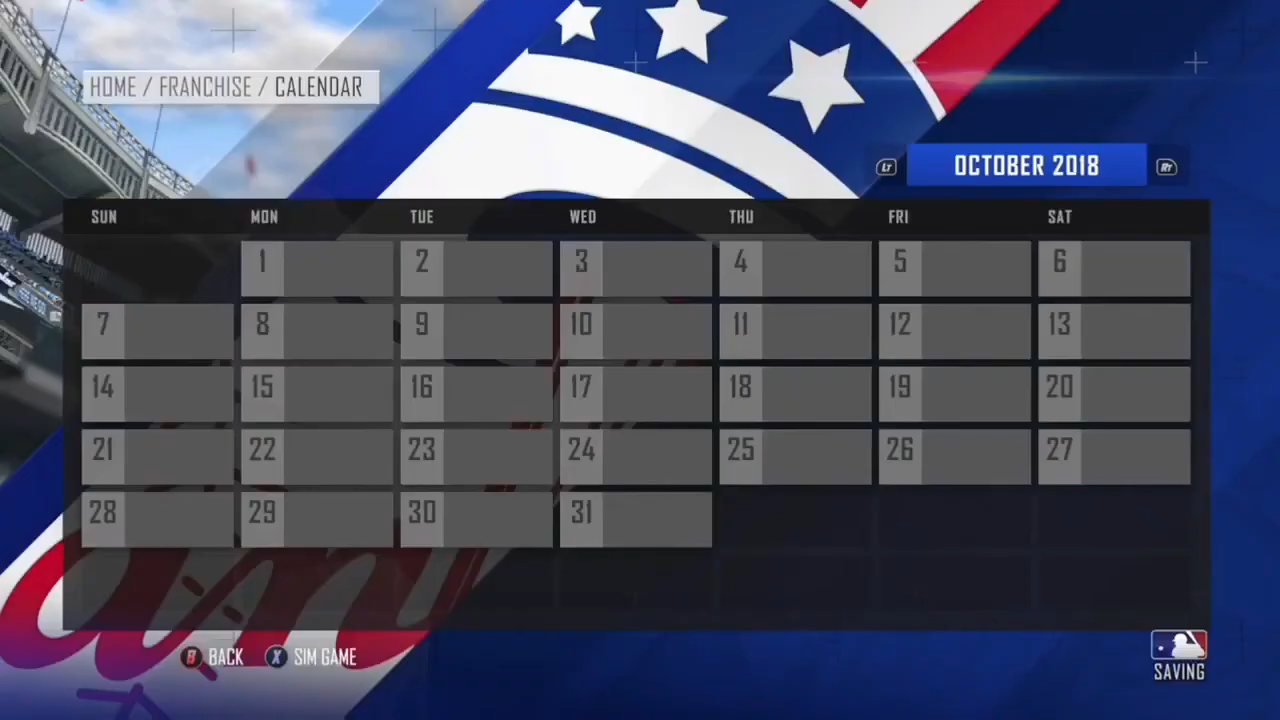 HOME / FRANCHISE / CALENDAR
LT OCTOBER 2018 RT
SUN MON TUE WED THU FRI SAT
1 2 3 4 5 6
7 8 9 10 11 12 13
14 15 16 17 18 19 20
21 22 23 24 25 26 27
28 29 30 31
B BACK X SIM GAME
SAVING